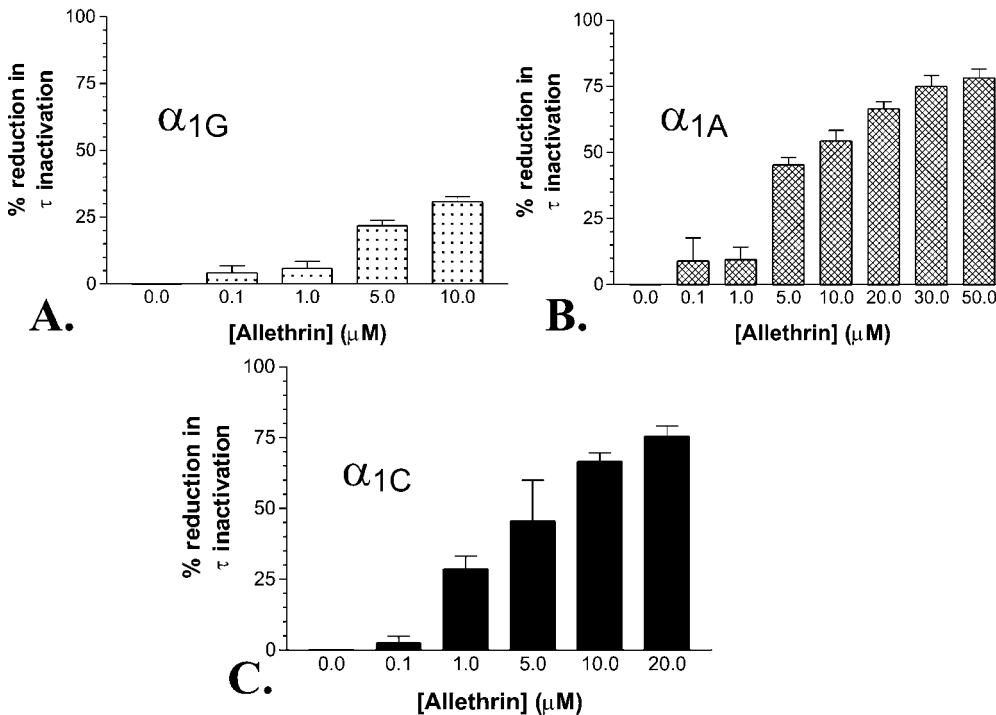 100
75
50
25
0
% reduction in
τ inactivation
α1G
0.0 0.1 1.0 5.0 10.0
[Allethrin] (μM)
A.
100
75
50
25
0
% reduction in
τ inactivation
α1A
0.0 0.1 1.0 5.0 10.0 20.0 30.0 50.0
[Allethrin] (μM)
B.
100
75
50
25
0
% reduction in
τ inactivation
α1C
0.0 0.1 1.0 5.0 10.0 20.0
[Allethrin] (μM)
C.